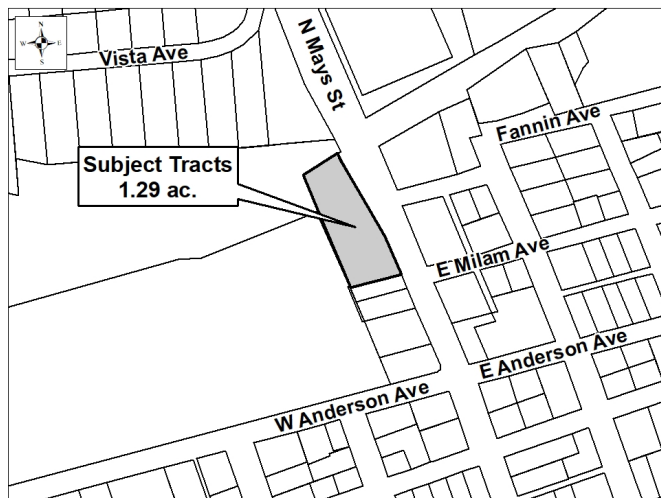 N
W E
S
Vista Ave
N Mays St
Fannin Ave
Subject Tracts
1.29 ac.
E Milam Ave
E Anderson Ave
W Anderson Ave